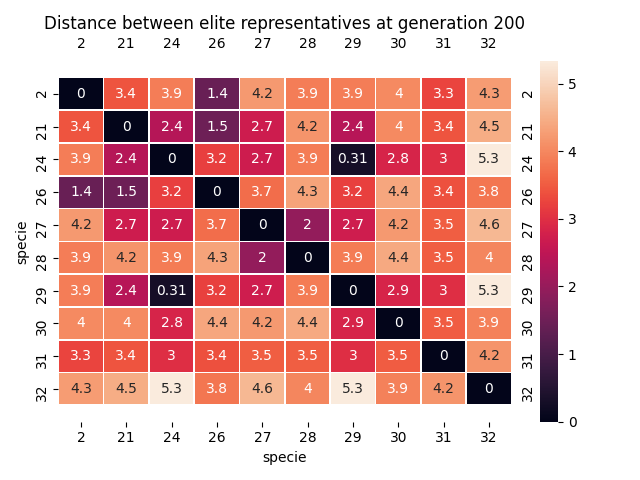 Distance between elite representatives at generation 200
2 21 24 26 27 28 29 30 31 32
2 0 3.4 3.9 1.4 4.2 3.9 3.9 4 3.3 4.3 2
21 3.4 0 2.4 1.5 2.7 4.2 2.4 4 3.4 4.5 21
24 3.9 2.4 0 3.2 2.7 3.9 0.31 2.8 3 5.3 24
26 1.4 1.5 3.2 0 3.7 4.3 3.2 4.4 3.4 3.8 26
27 4.2 2.7 2.7 3.7 0 2 2.7 4.2 3.5 4.6 27
28 3.9 4.2 3.9 4.3 2 0 3.9 4.4 3.5 4 28
29 3.9 2.4 0.31 3.2 2.7 3.9 0 2.9 3 5.3 29
30 4 4 2.8 4.4 4.2 4.4 2.9 0 3.5 3.9 30
31 3.3 3.4 3 3.4 3.5 3.5 3 3.5 0 4.2 31
32 4.3 4.5 5.3 3.8 4.6 4 5.3 3.9 4.2 0 32
2 21 24 26 27 28 29 30 31 32
specie
specie
5
4
3
2
1
0